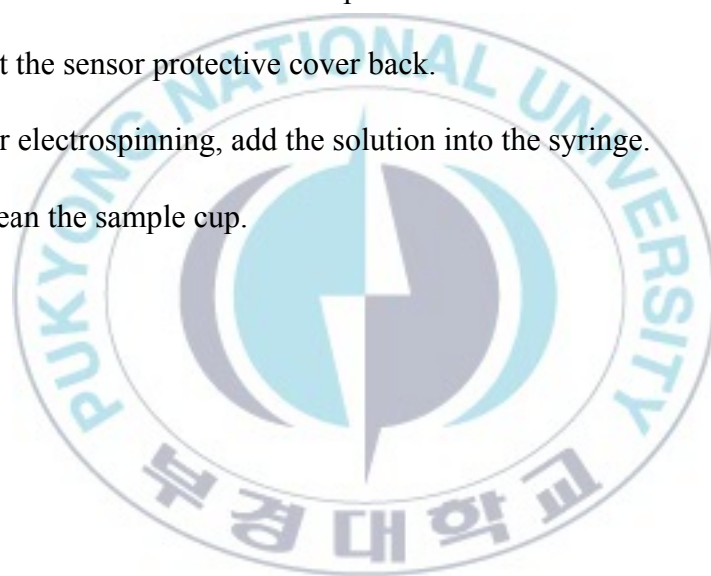 t the sensor protective cover back.
PUKYONG NATIONAL UNIVERSITY
r electrospinning, add the solution into the syringe.
ean the sample cup.
부경대학교